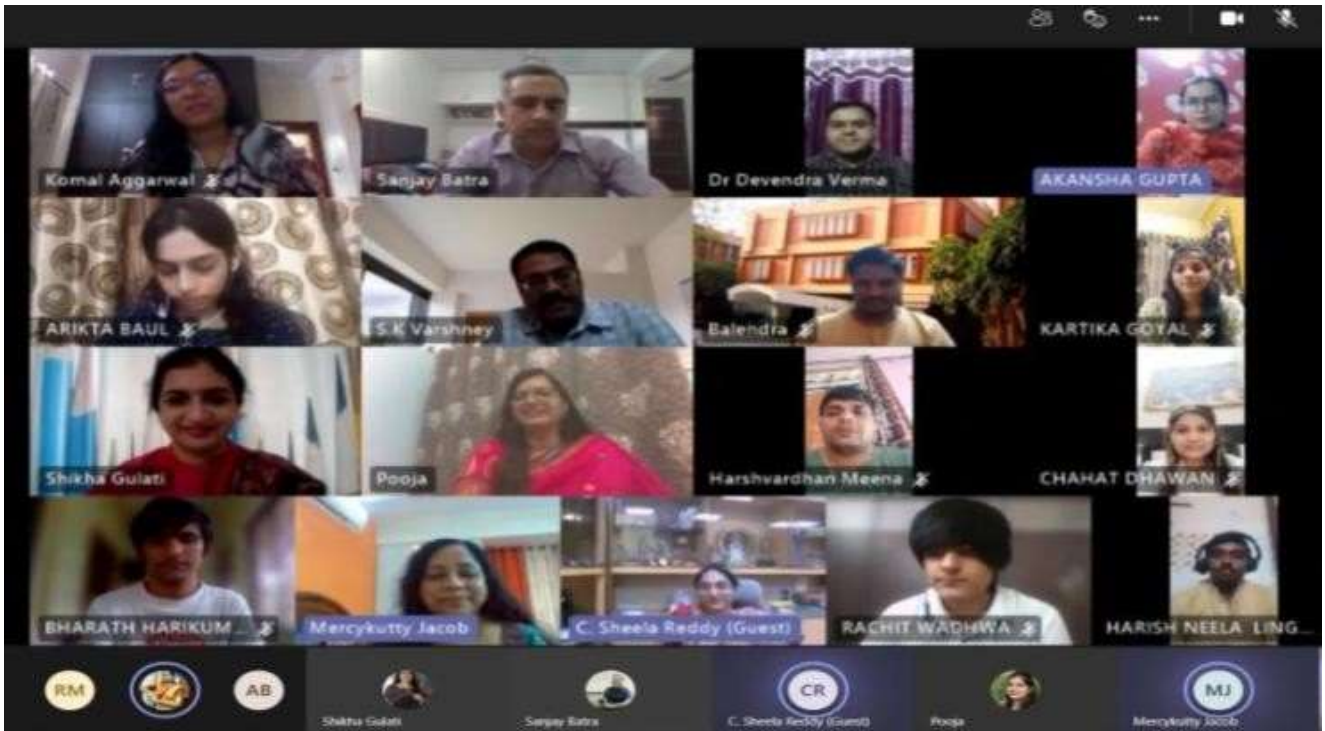 Komal Aggarwal
Sanjay Batra
Dr Devendra Verma
AKANSHA GUPTA
ARIKTA BAUL
S.K Varshney
Balendra
KARTIKA GOYAL
Shikha Gulati
Pooja
Harshvardhan Meena
CHAHAT DHAWAN
BHARATH HARIKUM...
Mercykutty Jacob
C. Sheela Reddy (Guest)
RACHIT WADHWA
HARISH NEELA LING...
RM
AB
Shikha Gulati
Sanjay Batra
CR
C. Sheela Reddy (Guest)
Pooja
MJ
Mercykutty Jacob